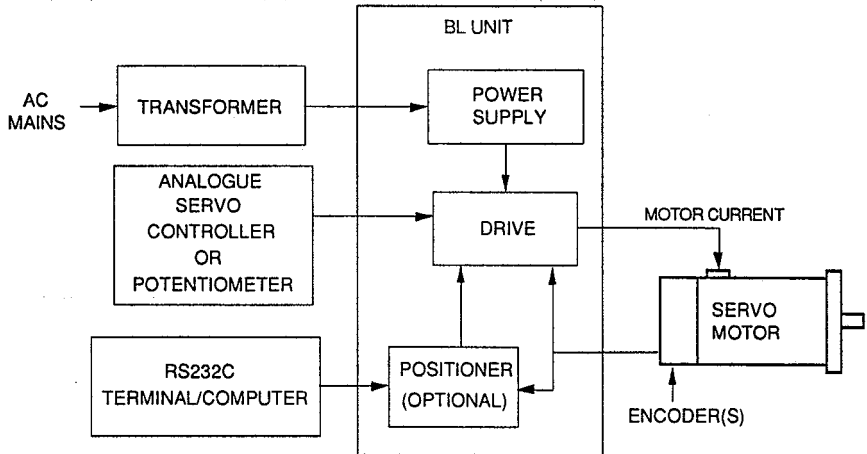 BL UNIT
AC
MAINS
TRANSFORMER
POWER
SUPPLY
ANALOGUE
SERVO
CONTROLLER
OR
POTENTIOMETER
DRIVE
MOTOR CURRENT
SERVO
MOTOR
RS232C
TERMINAL/COMPUTER
POSITIONER
(OPTIONAL)
ENCODER(S)